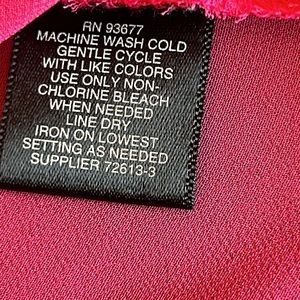 RN 93677
MACHINE WASH COLD
GENTLE CYCLE
WITH LIKE COLORS
USE ONLY NON-
CHLORINE BLEACH
WHEN NEEDED
LINE DRY
IRON ON LOWEST
SETTING AS NEEDED
SUPPLIER 72613-3